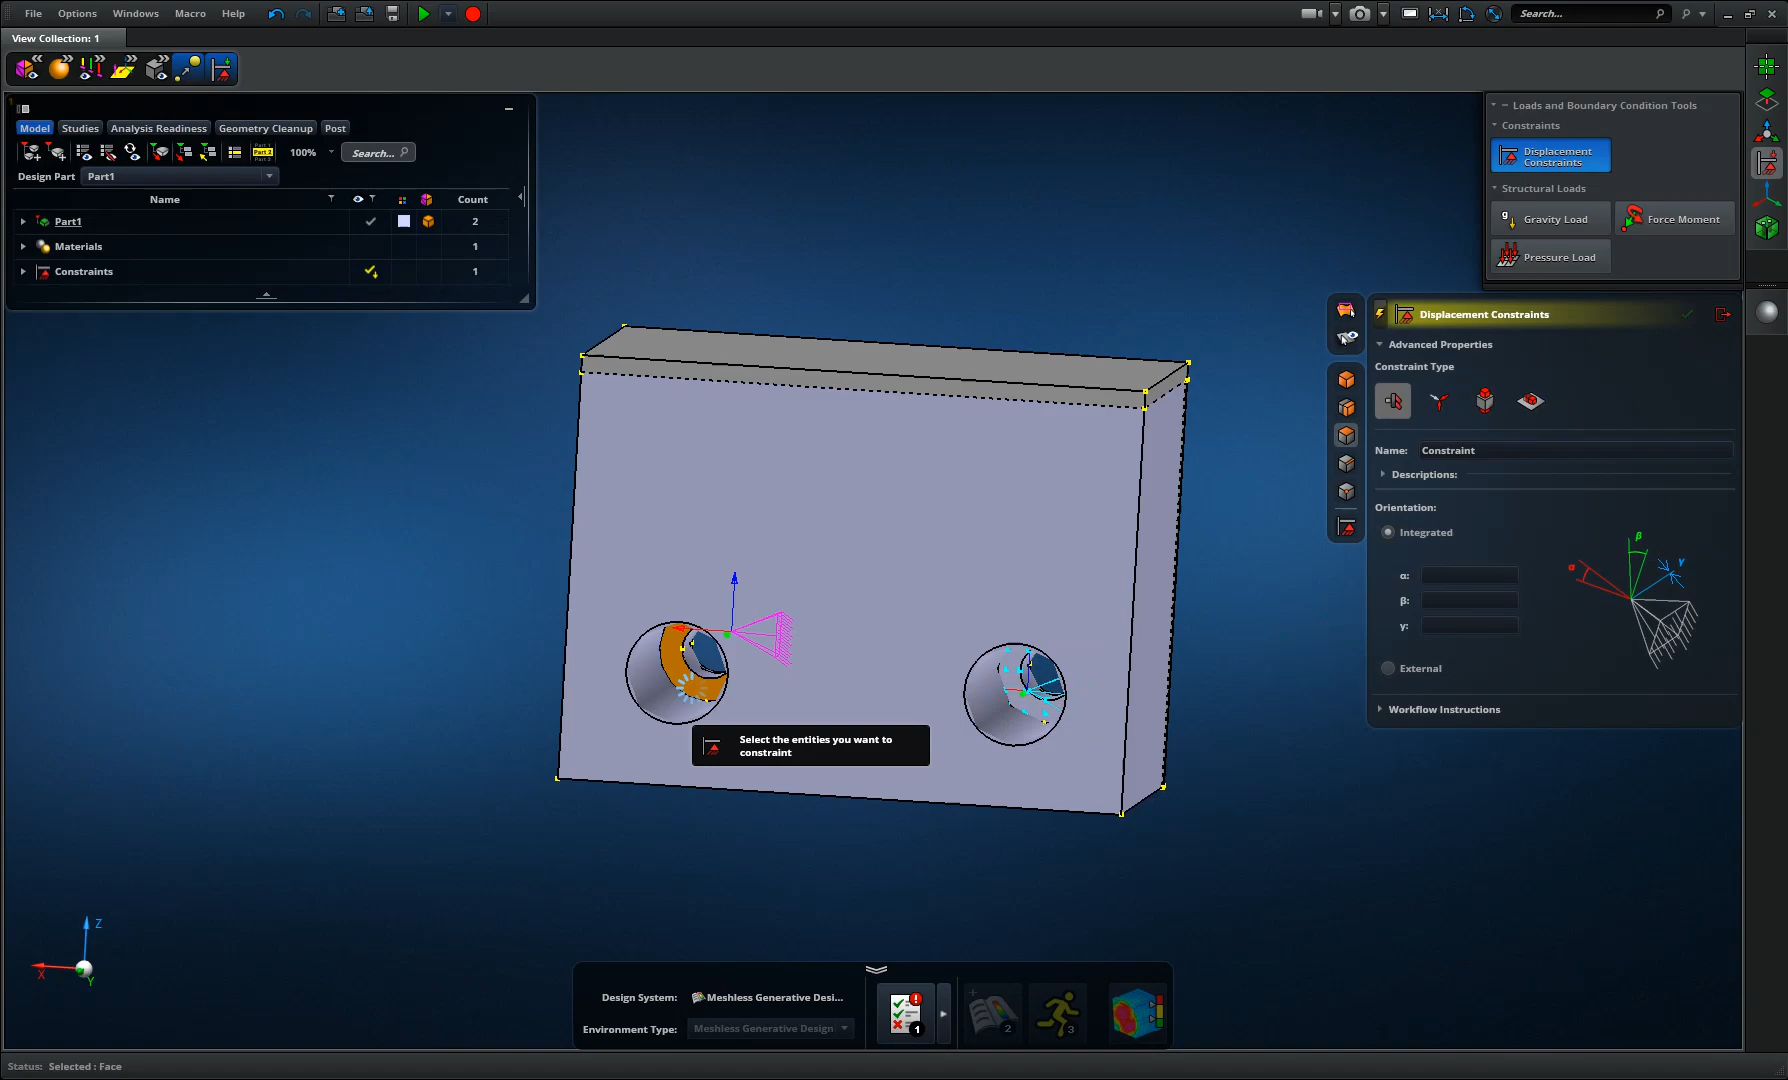 File Options Windows Macro Help
Search...
View Collection: 1
Model Studies Analysis Readiness Geometry Cleanup Post
100% Search...
Design Part Part1
Name Count
Part1 2
Materials 1
Constraints 1
Loads and Boundary Condition Tools
Constraints
Displacement
Constraints
Structural Loads
g
Gravity Load Force Moment
Pressure Load
Displacement Constraints
Advanced Properties
Constraint Type
Name: Constraint
Descriptions:
Orientation:
Integrated
α:
β:
γ:
β
α
γ
External
Workflow Instructions
Select the entities you want to
constraint
Z
X
Y
Design System: Meshless Generative Desi...
Environment Type: Meshless Generative Design
1
2
3
Status: Selected : Face